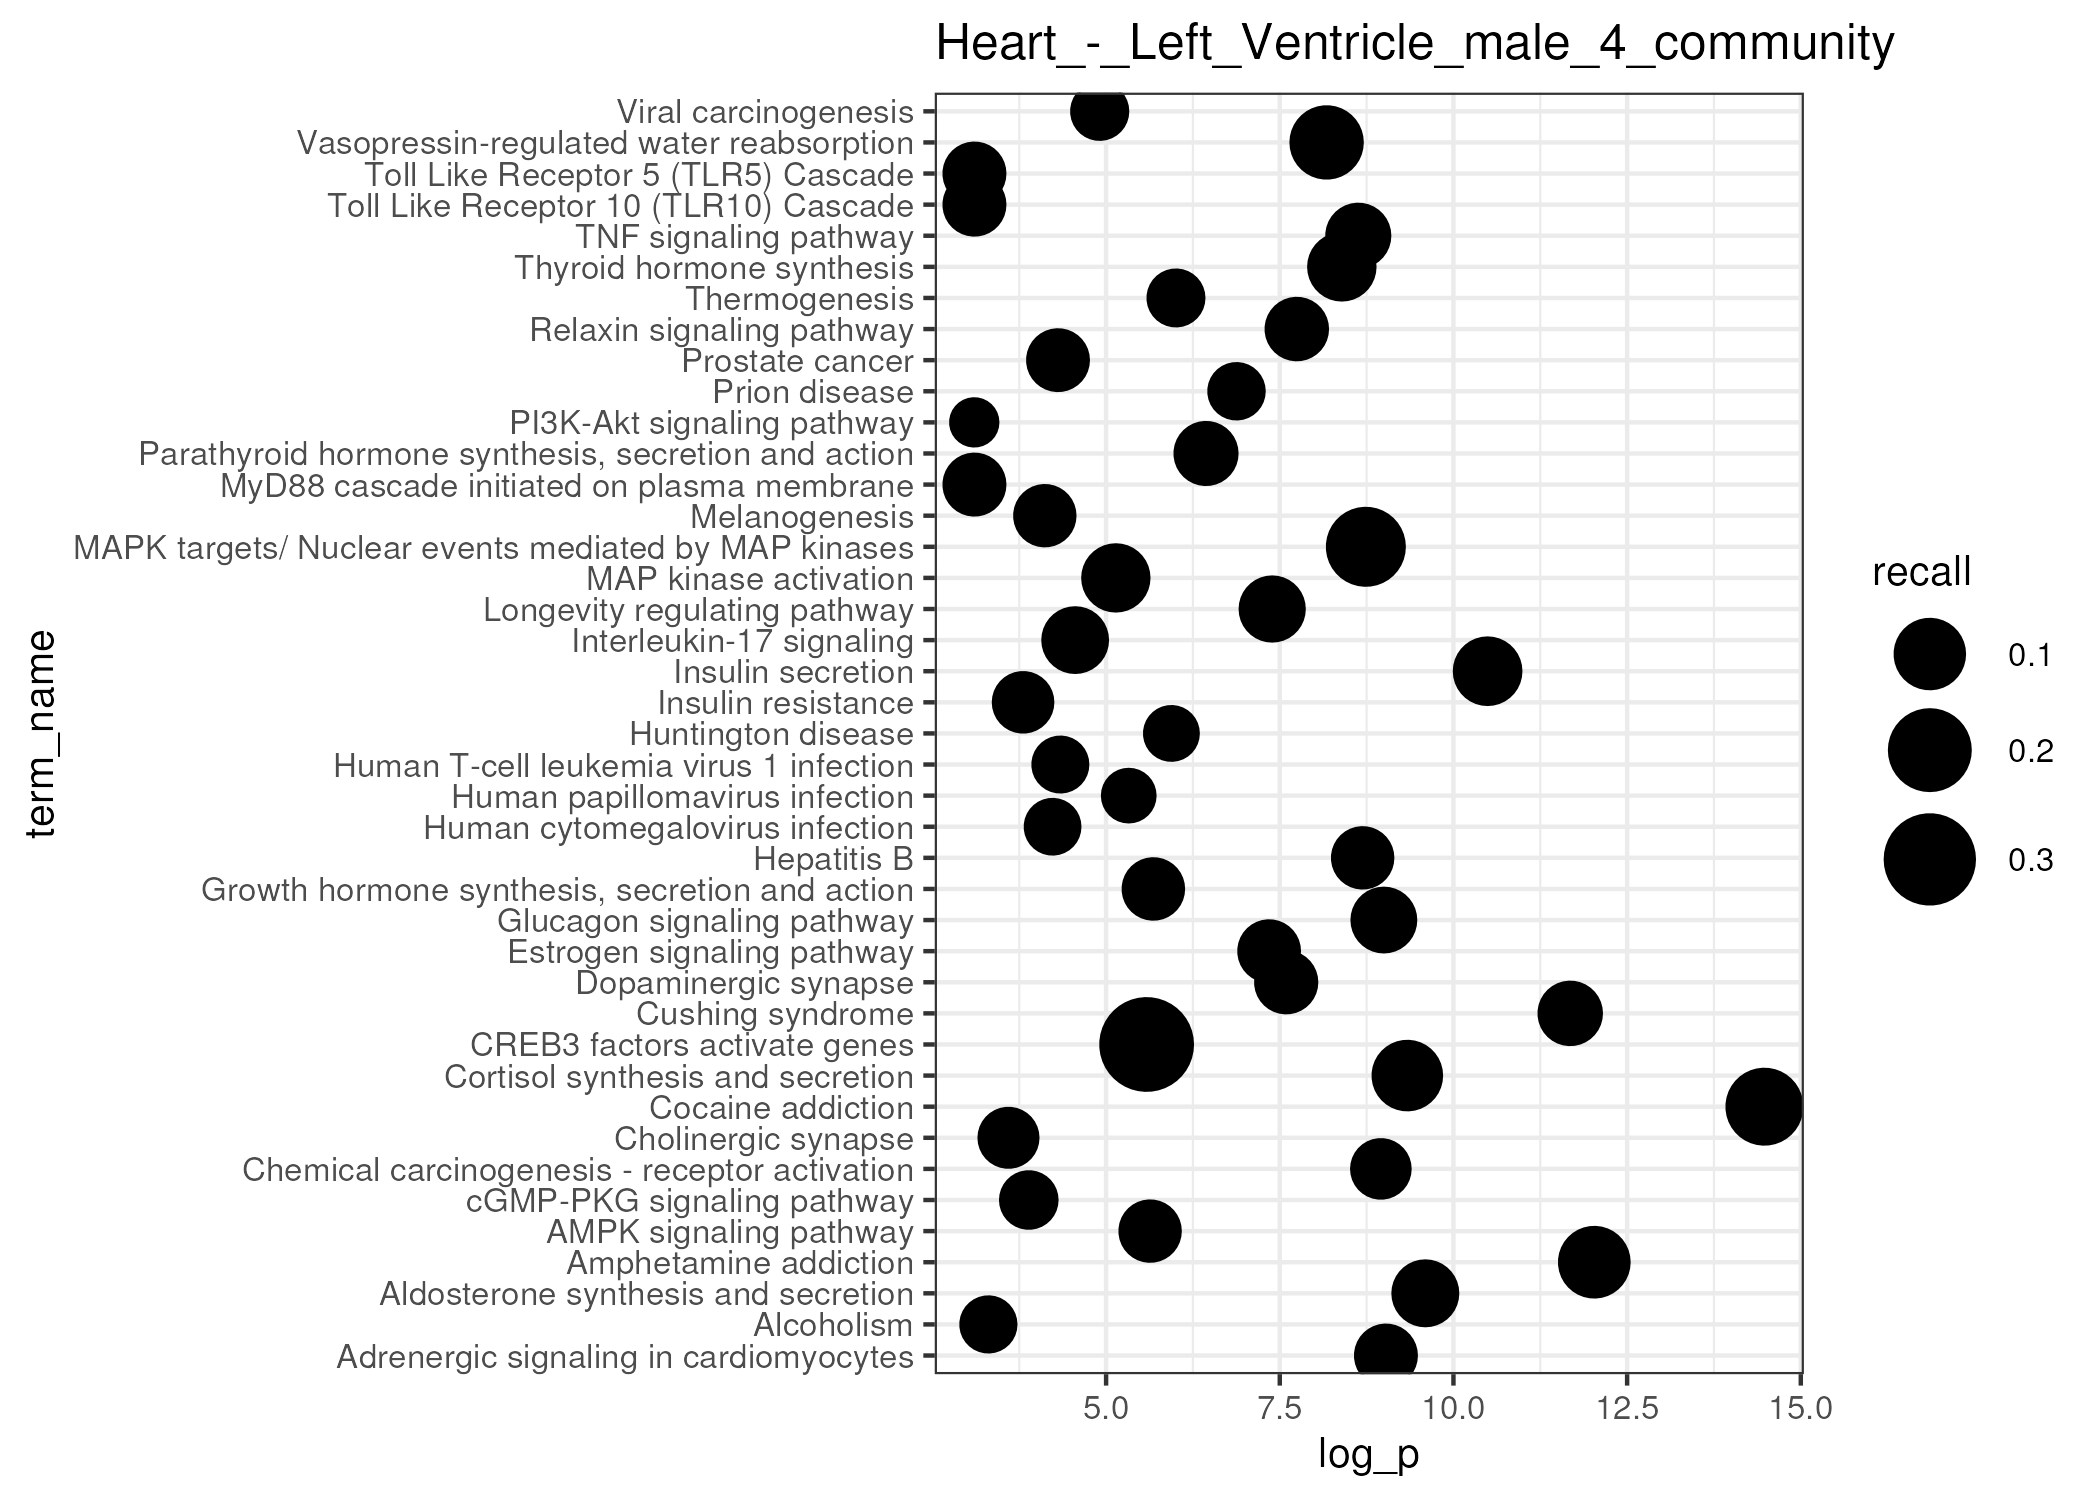 Heart_-_Left_Ventricle_male_4_community
term_name
Viral carcinogenesis
Vasopressin-regulated water reabsorption
Toll Like Receptor 5 (TLR5) Cascade
Toll Like Receptor 10 (TLR10) Cascade
TNF signaling pathway
Thyroid hormone synthesis
Thermogenesis
Relaxin signaling pathway
Prostate cancer
Prion disease
PI3K-Akt signaling pathway
Parathyroid hormone synthesis, secretion and action
MyD88 cascade initiated on plasma membrane
Melanogenesis
MAPK targets/ Nuclear events mediated by MAP kinases
MAP kinase activation
Longevity regulating pathway
Interleukin-17 signaling
Insulin secretion
Insulin resistance
Huntington disease
Human T-cell leukemia virus 1 infection
Human papillomavirus infection
Human cytomegalovirus infection
Hepatitis B
Growth hormone synthesis, secretion and action
Glucagon signaling pathway
Estrogen signaling pathway
Dopaminergic synapse
Cushing syndrome
CREB3 factors activate genes
Cortisol synthesis and secretion
Cocaine addiction
Cholinergic synapse
Chemical carcinogenesis - receptor activation
cGMP-PKG signaling pathway
AMPK signaling pathway
Amphetamine addiction
Aldosterone synthesis and secretion
Alcoholism
Adrenergic signaling in cardiomyocytes
5.0 7.5 10.0 12.5 15.0
log_p
recall
0.1
0.2
0.3